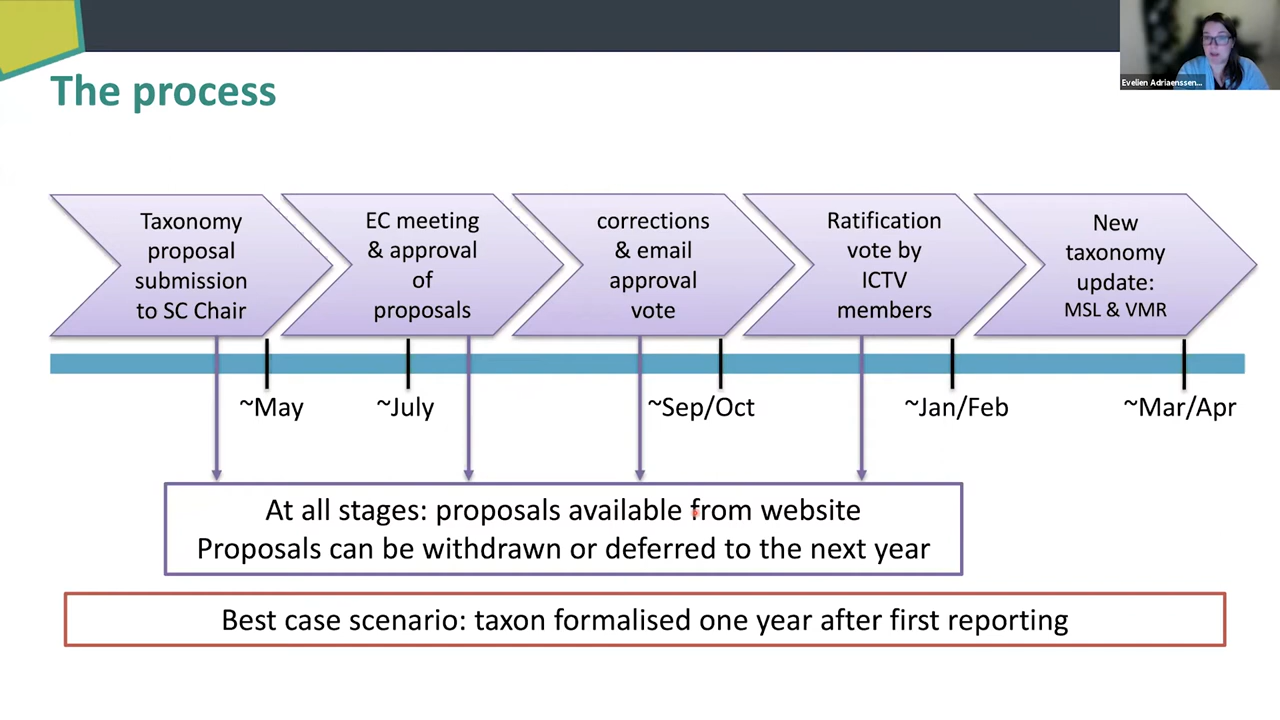 The process
Evelien Adriaenssen...
Taxonomy
proposal
submission
to SC Chair
EC meeting
& approval
of
proposals
corrections
& email
approval
vote
Ratification
vote by
ICTV
members
New
taxonomy
update:
MSL & VMR
~May
~July
~Sep/Oct
~Jan/Feb
~Mar/Apr
At all stages: proposals available from website
Proposals can be withdrawn or deferred to the next year
Best case scenario: taxon formalised one year after first reporting